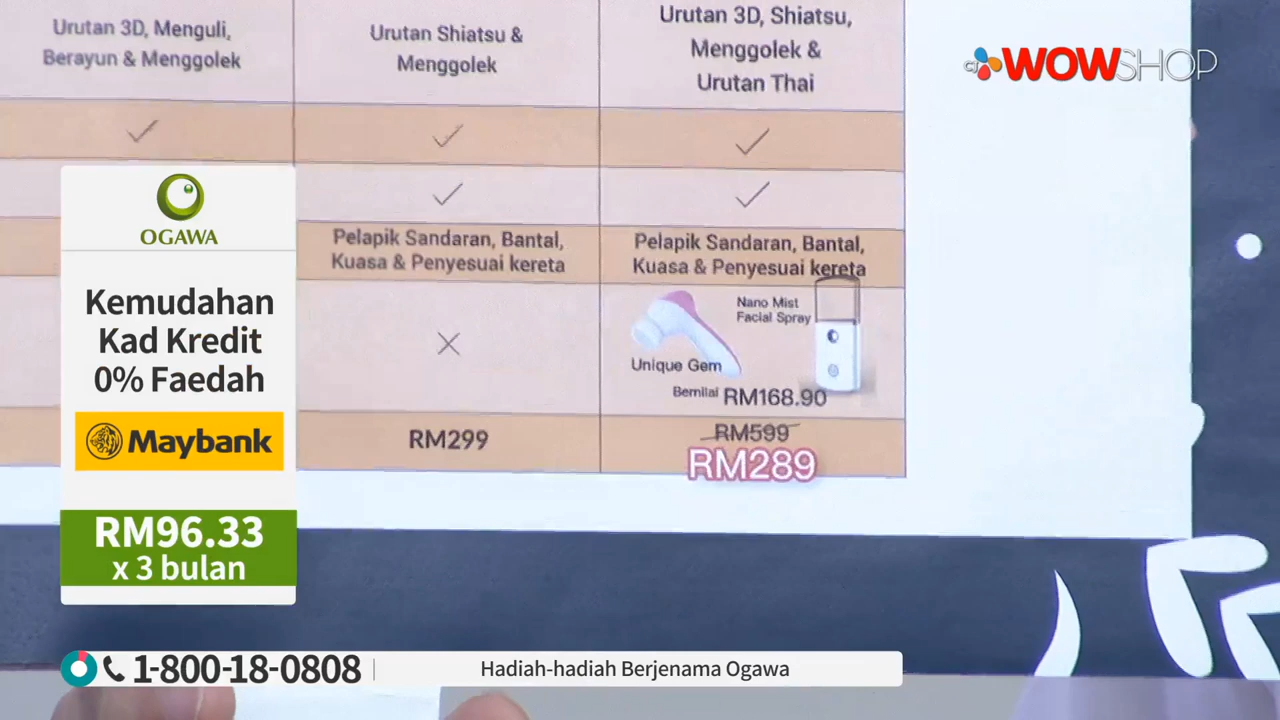 Urutan 3D, Menguli,
Berayun & Menggolek
Urutan Shiatsu &
Menggolek
Urutan 3D, Shiatsu,
Menggolek &
Urutan Thai
CJ WOWSHOP
OGAWA
Kemudahan
Kad Kredit
0% Faedah
Maybank
RM96.33
x 3 bulan
Pelapik Sandaran, Bantal,
Kuasa & Penyesuai kereta
Pelapik Sandaran, Bantal,
Kuasa & Penyesuai kereta
Nano Mist
Facial Spray
Unique Gem
Bernilai RM168.90
RM299
RM599
RM289
1-800-18-0808
Hadiah-hadiah Berjenama Ogawa